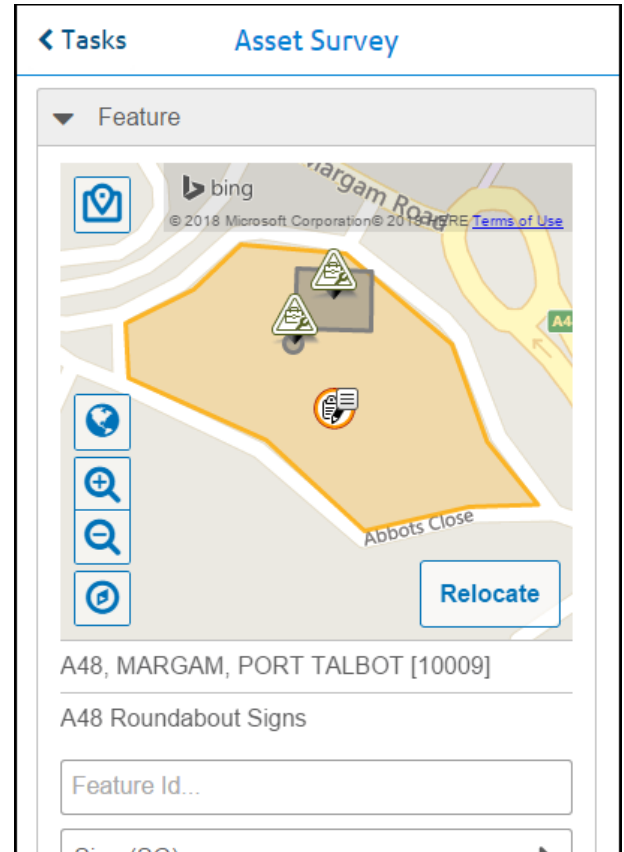 Tasks
Asset Survey
Feature
bing
Margam Road
© 2018 Microsoft Corporation© 2018 HERE Terms of Use
A4
Abbots Close
Relocate
A48, MARGAM, PORT TALBOT [10009]
A48 Roundabout Signs
Feature Id...